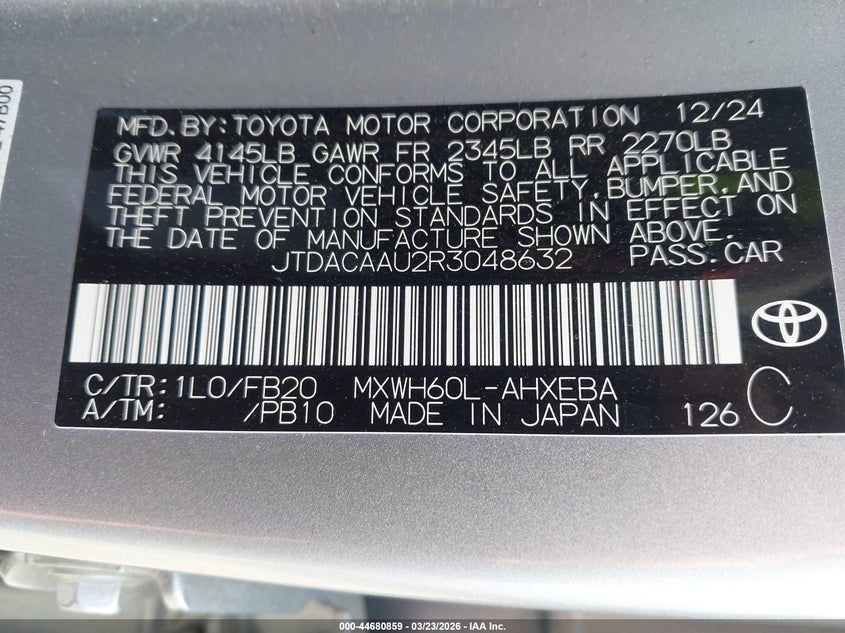 MFD.BY:TOYOTA MOTOR CORPORATION 12/24
GVWR 4145LB GAWR FR 2345LB RR 2270LB
THIS VEHICLE CONFORMS TO ALL APPLICABLE
FEDERAL MOTOR VEHICLE SAFETY,BUMPER,AND
THEFT PREVENTION STANDARDS IN EFFECT ON
THE DATE OF MANUFACTURE SHOWN ABOVE.
JTDACAAU2R3048632 PASS.CAR
C/TR:1L0/FB20 MXWH60L-AHXEBA
A/TM: /PB10 MADE IN JAPAN 126 C
000-44680859 | 03/23/2026 - IAA Inc.